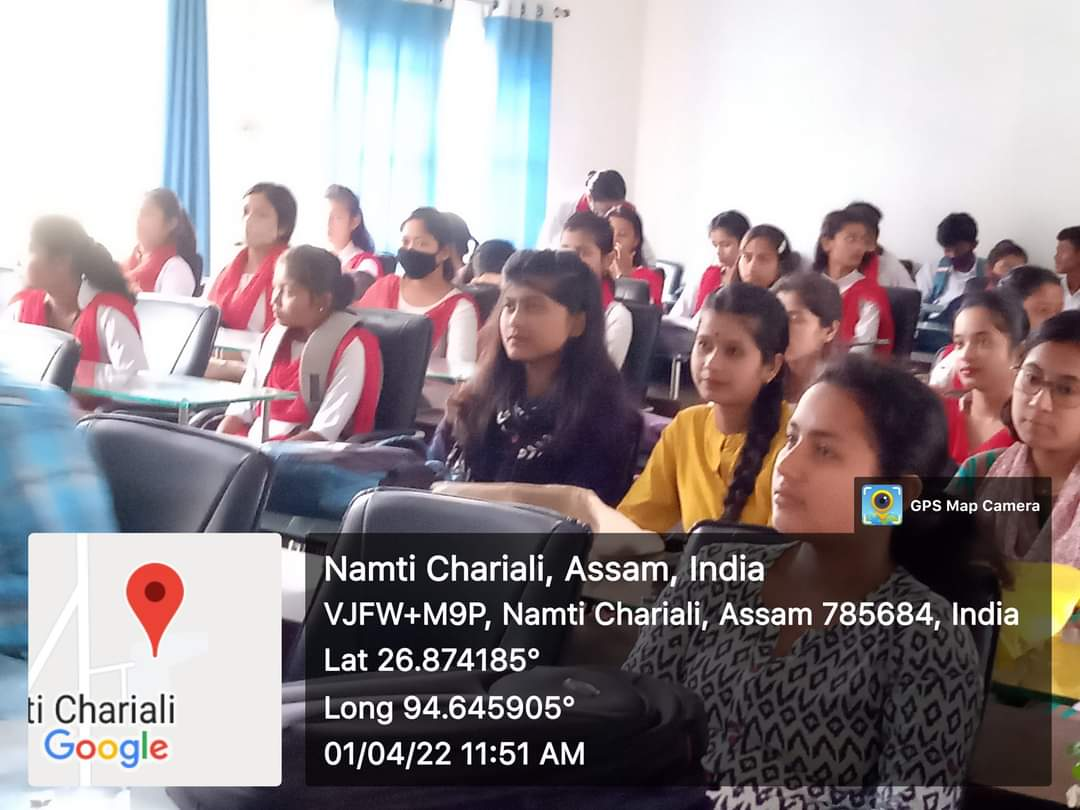 GPS Map Camera
Namti Chariali, Assam, India
VJFW+M9P, Namti Chariali, Assam 785684, India
Lat 26.874185°
Long 94.645905°
01/04/22 11:51 AM
ti Chariali
Google